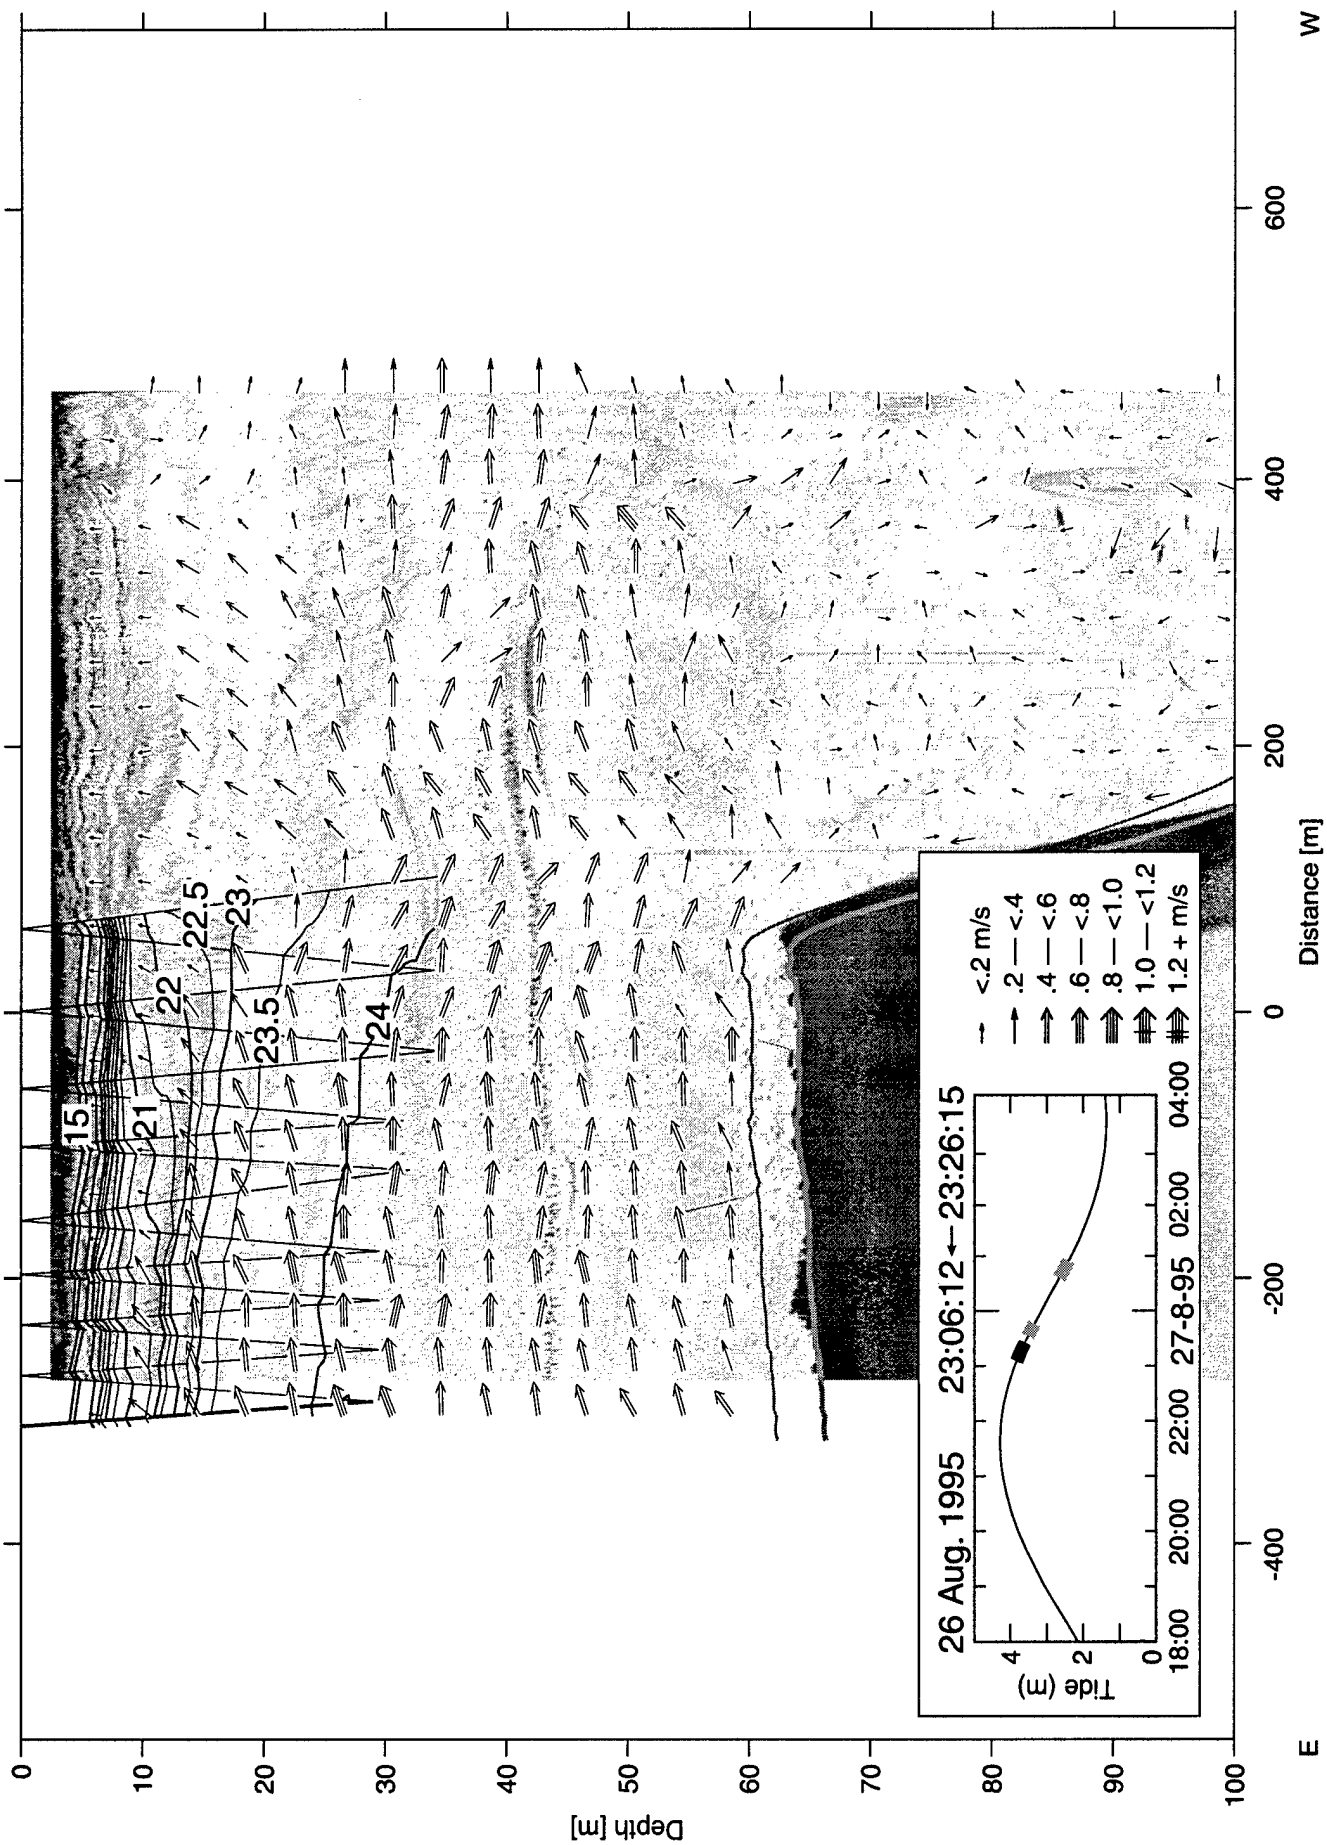 0
10
20
30
40
50
60
70
80
90
100
Depth [m]
15
21
22
22.5
23
23.5
24
26 Aug. 1995 23:06:12←23:26:15
Tide (m)
4
2
0
18:00 20:00 22:00 27-8-95 02:00 04:00
<.2 m/s
.2 — <.4
.4 — <.6
.6 — <.8
.8 — <1.0
1.0 — <1.2
1.2 + m/s
-400 -200 0 200 400 600
E Distance [m] W